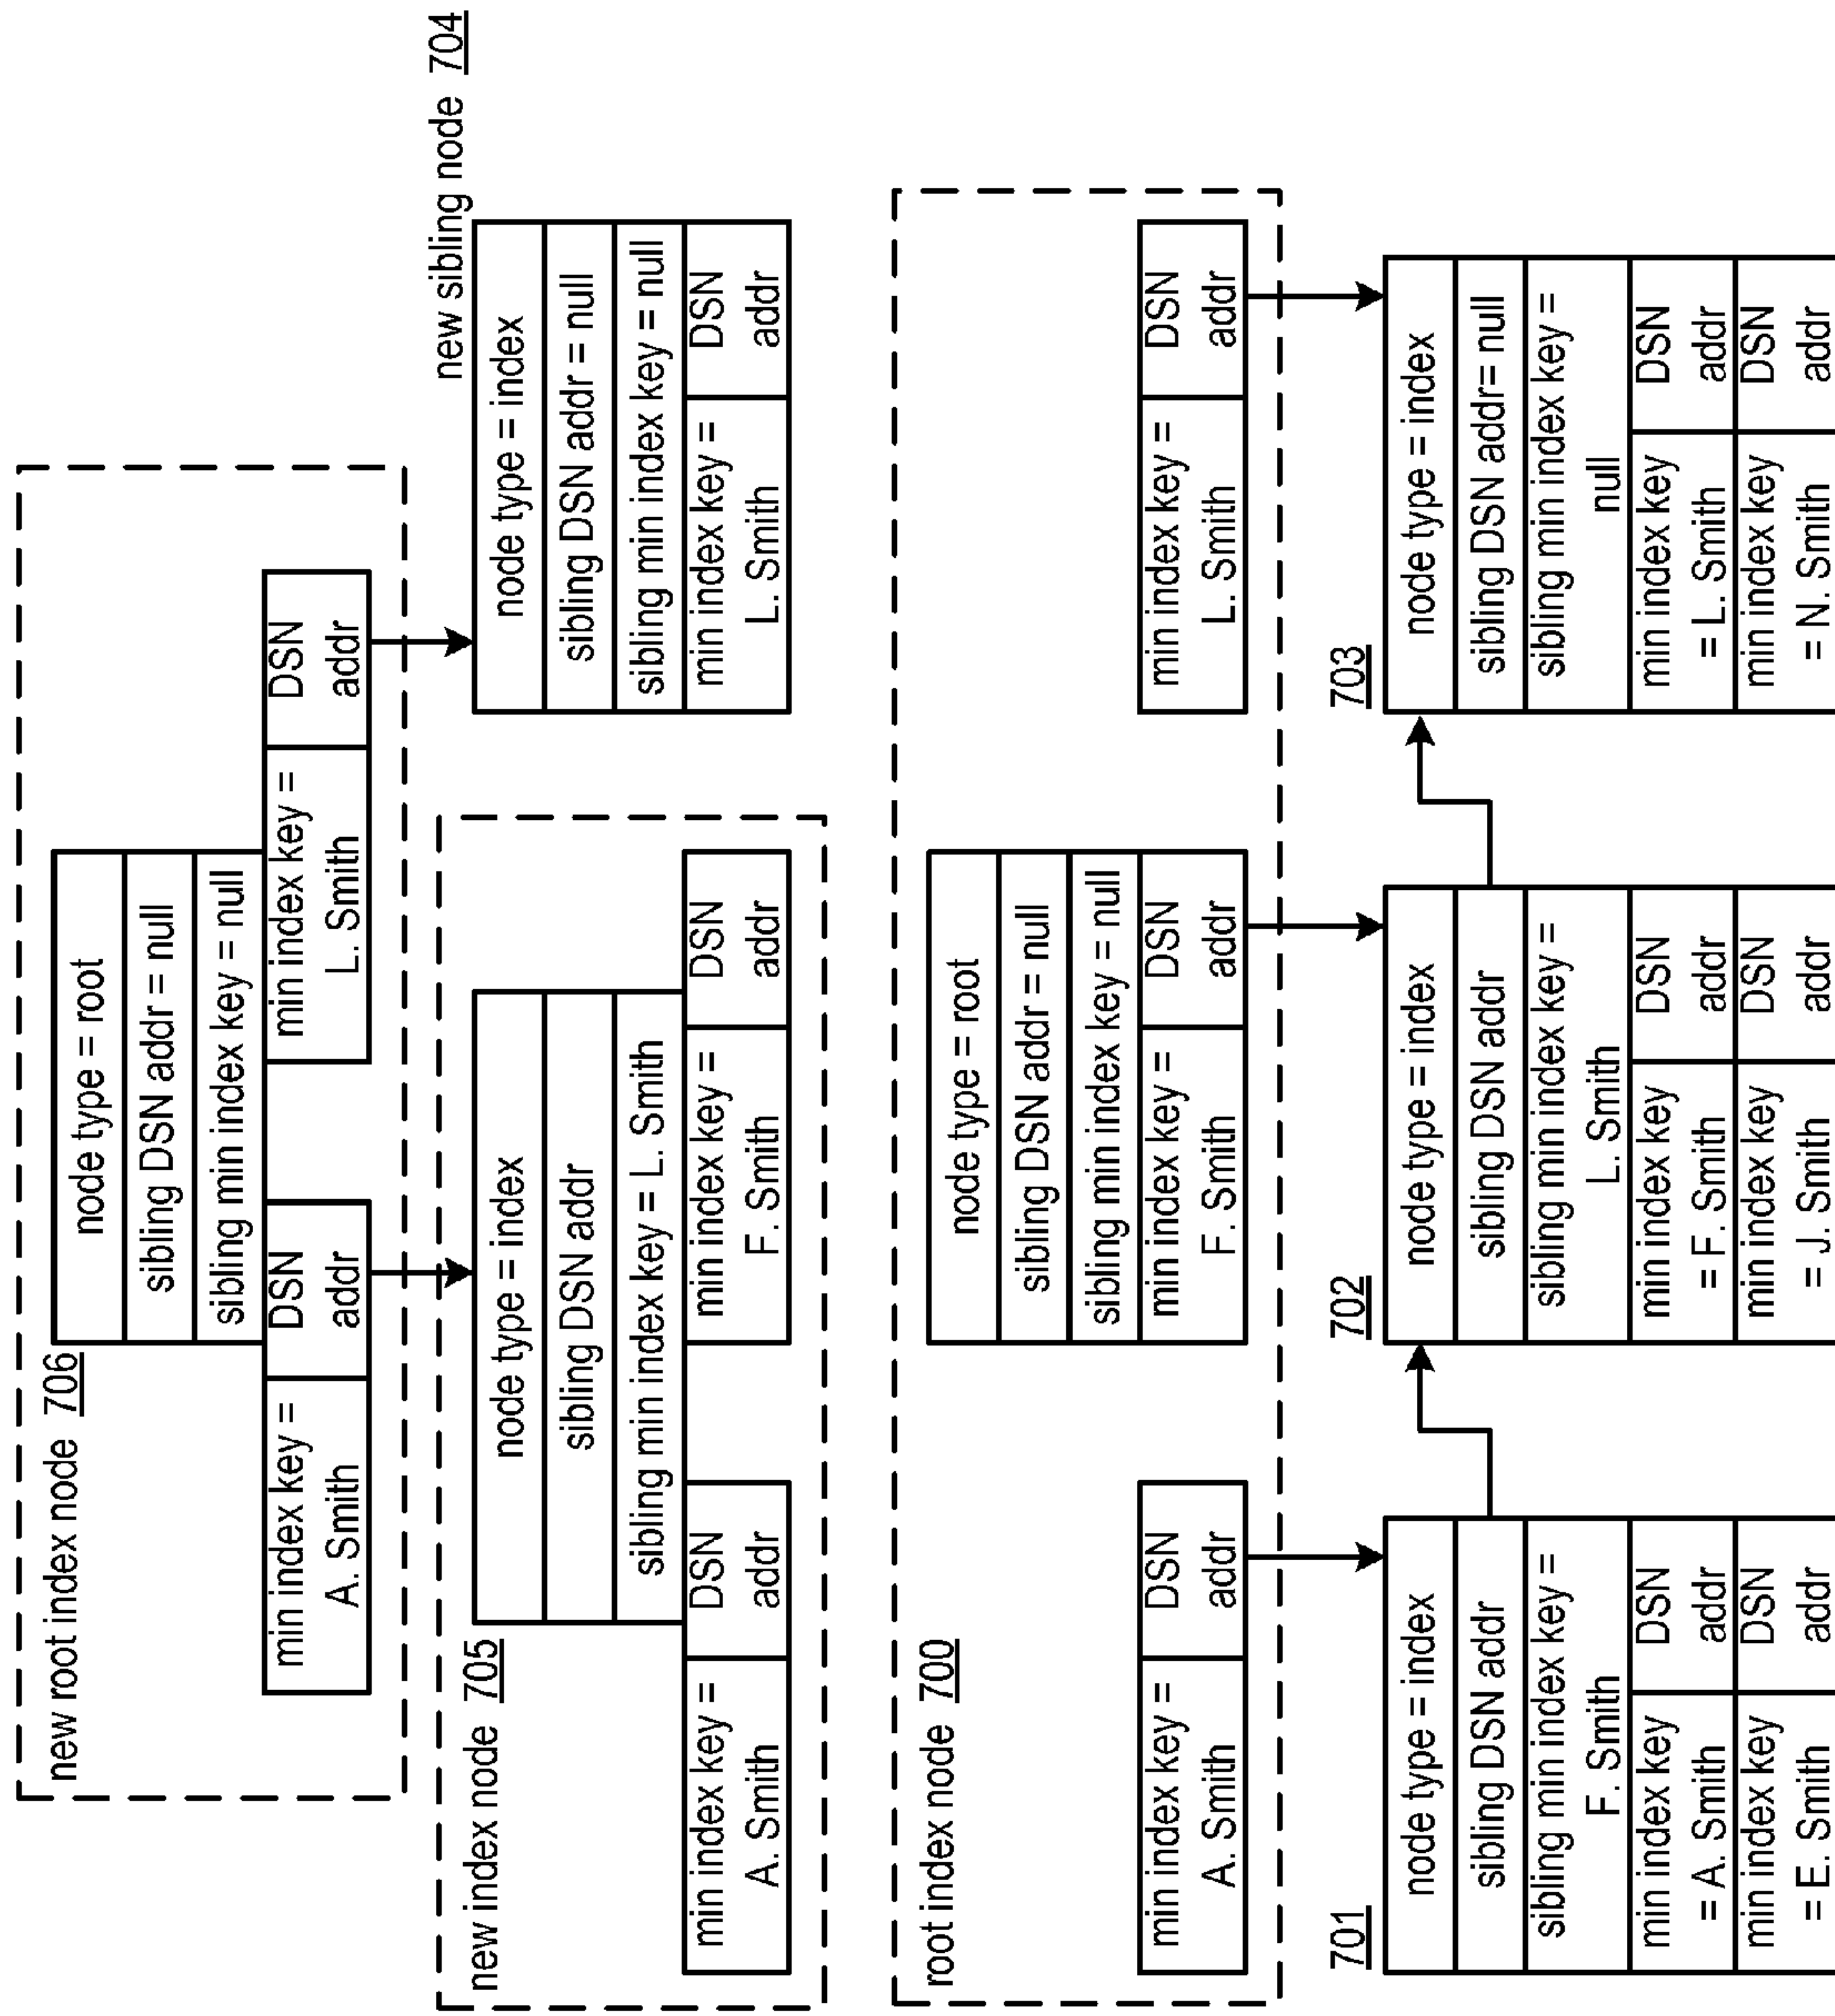 new root index node 706
node type = root
sibling DSN addr = null
sibling min index key = null
min index key =
A. Smith
DSN
addr
min index key =
L. Smith
DSN
addr
new index node 705
node type = index
sibling DSN addr
sibling min index key = L. Smith
min index key =
A. Smith
DSN
addr
min index key =
F. Smith
DSN
addr
new sibling node 704
node type = index
sibling DSN addr = null
sibling min index key = null
min index key =
L. Smith
DSN
addr
root index node 700
node type = root
sibling DSN addr = null
sibling min index key = null
min index key =
A. Smith
DSN
addr
min index key =
F. Smith
DSN
addr
min index key =
L. Smith
DSN
addr
701
node type = index
sibling DSN addr
sibling min index key =
F. Smith
min index key
= A. Smith
DSN
addr
min index key
= E. Smith
DSN
addr
702
node type = index
sibling DSN addr
sibling min index key =
L. Smith
min index key
= F. Smith
DSN
addr
min index key
= J. Smith
DSN
addr
703
node type = index
sibling DSN addr= null
sibling min index key =
null
min index key
= L. Smith
DSN
addr
min index key
= N. Smith
DSN
addr